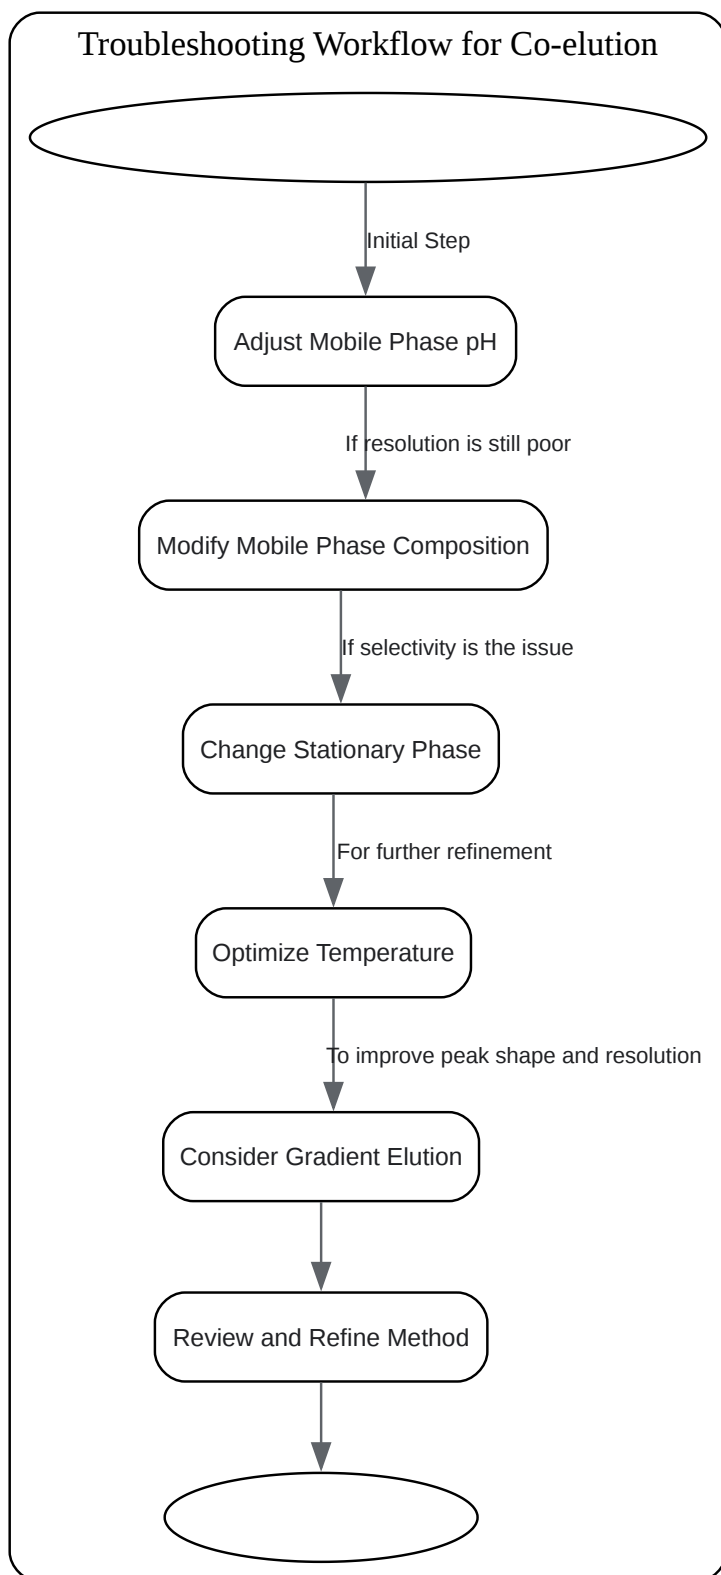 Troubleshooting Workflow for Co-elution
Initial Step
Adjust Mobile Phase pH
If resolution is still poor
Modify Mobile Phase Composition
If selectivity is the issue
Change Stationary Phase
For further refinement
Optimize Temperature
To improve peak shape and resolution
Consider Gradient Elution
Review and Refine Method